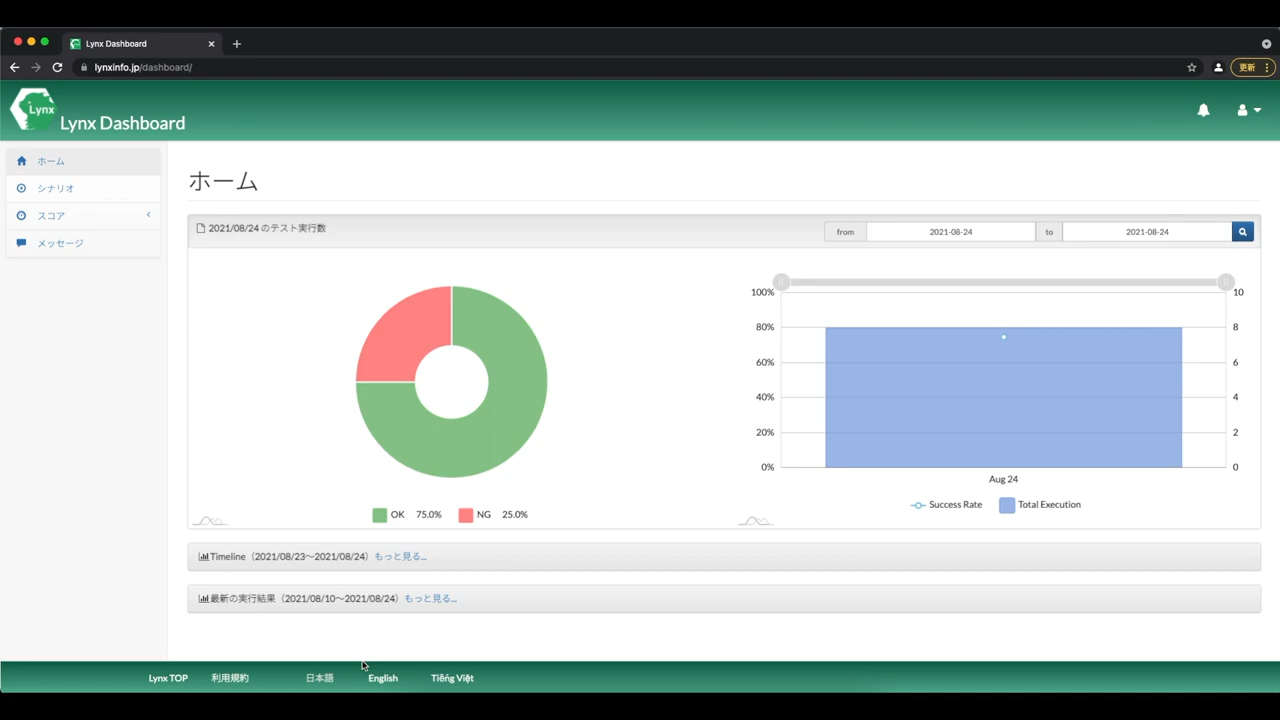 Lynx Dashboard
lynxinfo.jp/dashboard/
更新
Lynx
Lynx Dashboard
ホーム
シナリオ
スコア
メッセージ
ホーム
2021/08/24 のテスト実行数
from 2021-08-24 to 2021-08-24
100% 10
80% 8
60% 6
40% 4
20% 2
0% 0
Aug 24
Success Rate Total Execution
OK 75.0% NG 25.0%
Timeline（2021/08/23～2021/08/24）もっと見る...
最新の実行結果（2021/08/10～2021/08/24）もっと見る...
Lynx TOP 利用規約 日本語 English Tiếng Việt